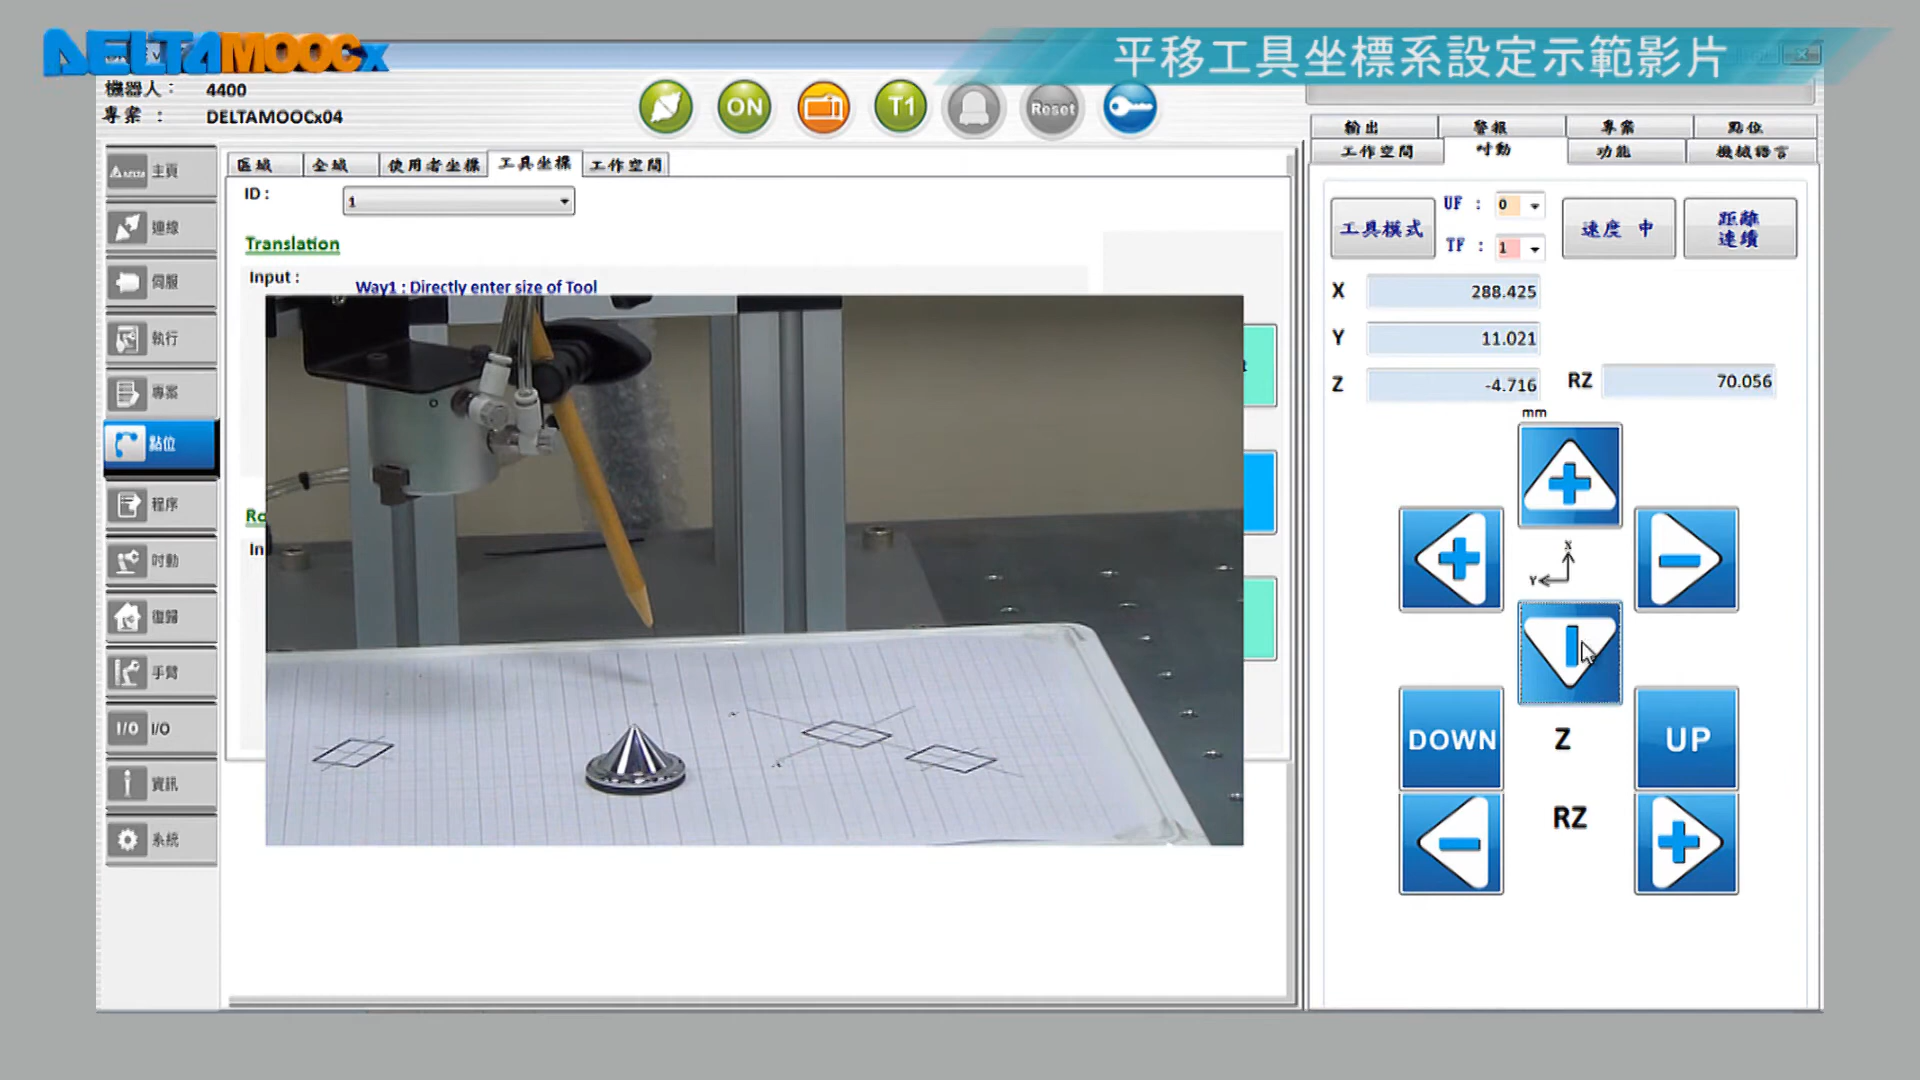 DELTAMOOCx
平移工具坐標系設定示範影片
機器人： 4400
專案 ： DELTAMOOCx04
ON
T1
Reset
輸出 警報 專案 點位
工作空間 吋動 功能 機械語言
主頁
連線
伺服
執行
專案
點位
程序
吋動
復歸
手臂
I/O I/O
資訊
系統
區域 全域 使用者坐標 工具坐標 工作空間
ID : 1
Translation
Input :
Way1 : Directly enter size of Tool
Ro
In
工具模式
UF : 0
TF : 1
速度 中
距離
連續
X 288.425
Y 11.021
Z -4.716 RZ 70.056
mm
X
Y
DOWN Z UP
RZ